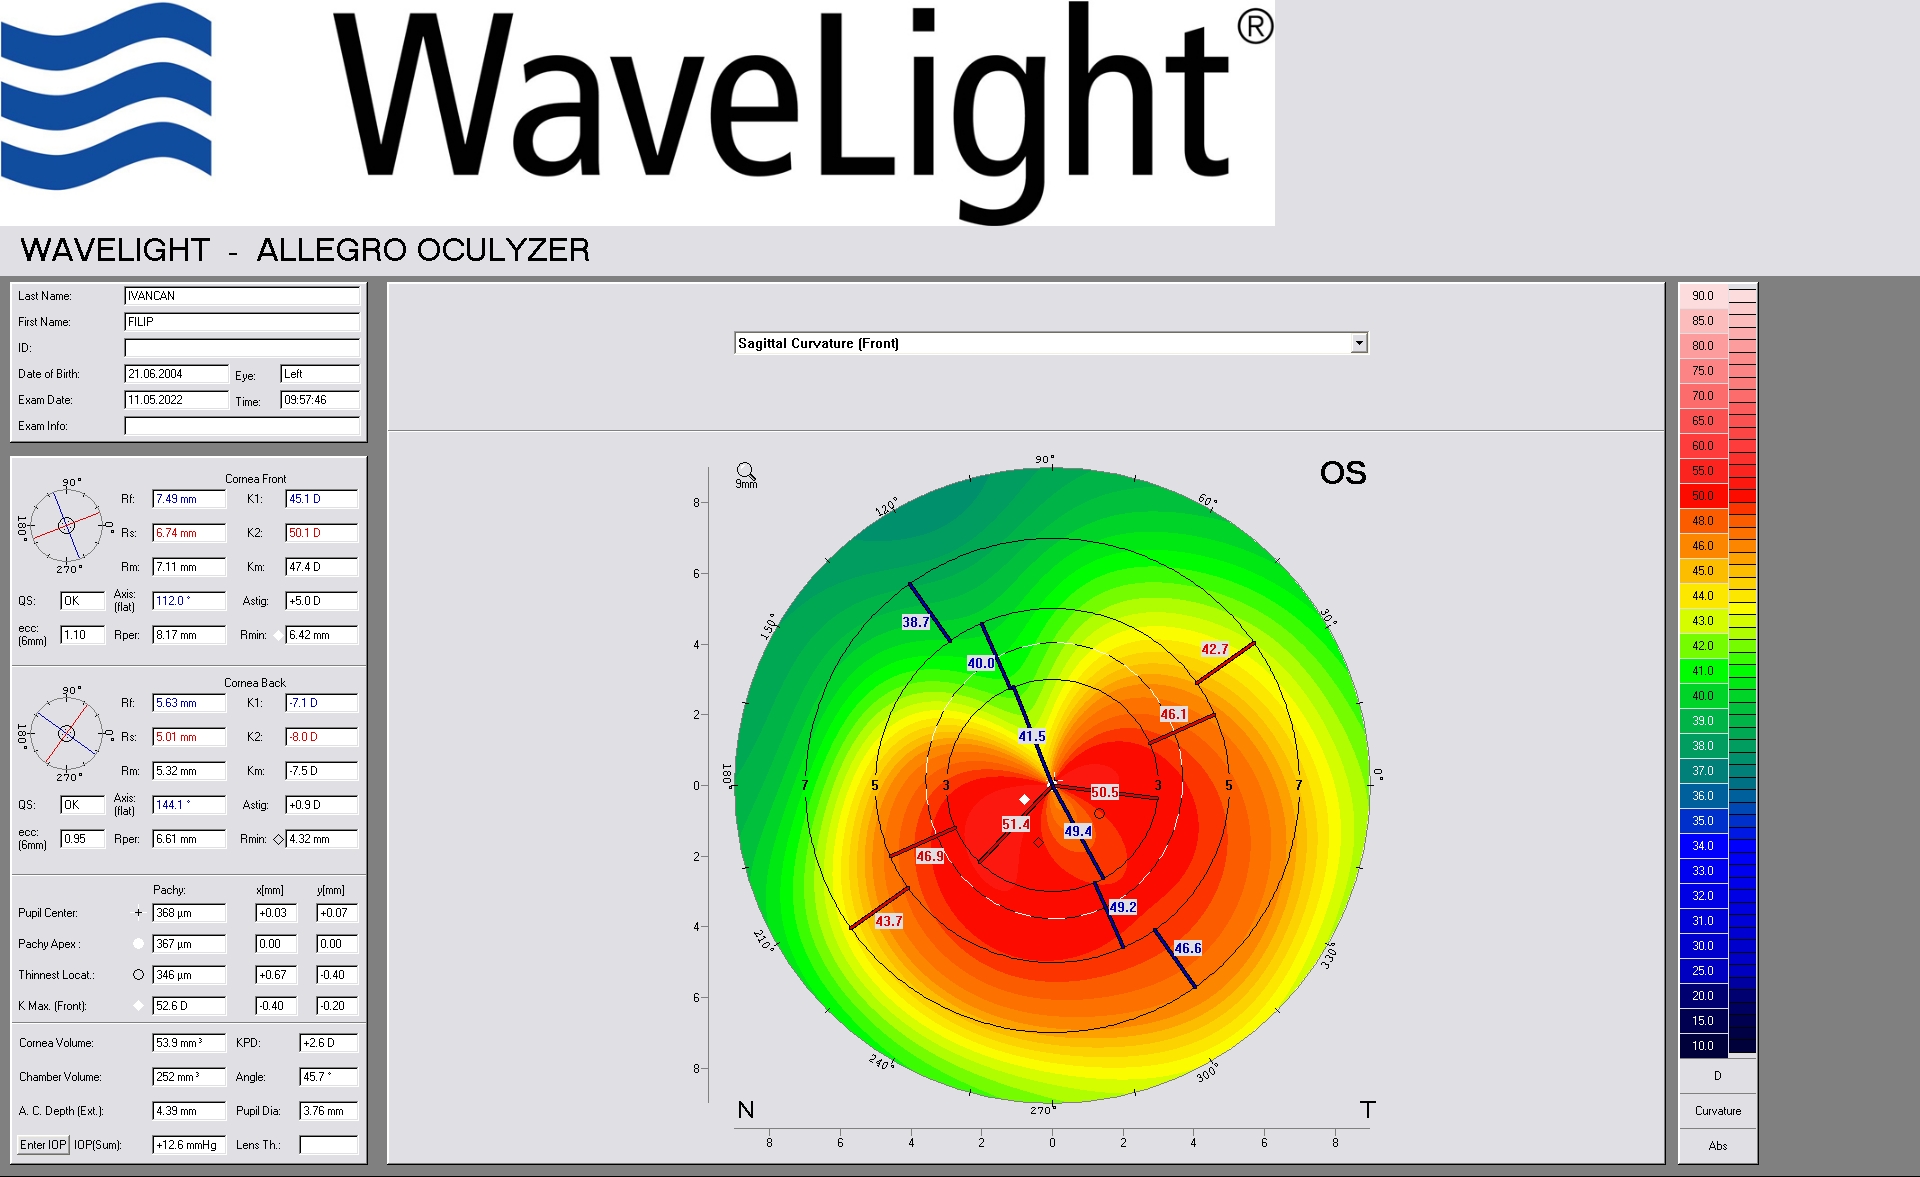 WaveLight®
WAVELIGHT - ALLEGRO OCULYZER
Last Name: IVANCAN
First Name: FILIP
ID:
Date of Birth: 21.06.2004 Eye: Left
Exam Date: 11.05.2022 Time: 09:57:46
Exam Info:
Cornea Front
90°
180°
0°
270°
Rf: 7.49 mm K1: 45.1 D
Rs: 6.74 mm K2: 50.1 D
Rm: 7.11 mm Km: 47.4 D
QS: OK Axis: (flat) 112.0 ° Astig: +5.0 D
ecc: (6mm) 1.10 Rper: 8.17 mm Rmin: 6.42 mm
Cornea Back
90°
180°
0°
270°
Rf: 5.63 mm K1: -7.1 D
Rs: 5.01 mm K2: -8.0 D
Rm: 5.32 mm Km: -7.5 D
QS: OK Axis: (flat) 144.1 ° Astig: +0.9 D
ecc: (6mm) 0.95 Rper: 6.61 mm Rmin: 4.32 mm
Pachy: x[mm] y[mm]
Pupil Center: + 368 µm +0.03 +0.07
Pachy Apex : 367 µm 0.00 0.00
Thinnest Locat.: 346 µm +0.67 -0.40
K Max. (Front): 52.6 D -0.40 -0.20
Cornea Volume: 53.9 mm³ KPD: +2.6 D
Chamber Volume: 252 mm³ Angle: 45.7 °
A. C. Depth (Ext.): 4.39 mm Pupil Dia: 3.76 mm
Enter IOP IOP(Sum): +12.6 mmHg Lens Th.:
Sagittal Curvature (Front)
9mm
OS
90°
120°
60°
150°
30°
180°
0°
210°
330°
240°
300°
270°
8
6
4
2
0
2
4
6
8
38.7
40.0
42.7
46.1
41.5
7 5 3 3 5 7
50.5
51.4
49.4
46.9
49.2
43.7
46.6
N T
8 6 4 2 0 2 4 6 8
90.0
85.0
80.0
75.0
70.0
65.0
60.0
55.0
50.0
48.0
46.0
45.0
44.0
43.0
42.0
41.0
40.0
39.0
38.0
37.0
36.0
35.0
34.0
33.0
32.0
31.0
30.0
25.0
20.0
15.0
10.0
D
Curvature
Abs